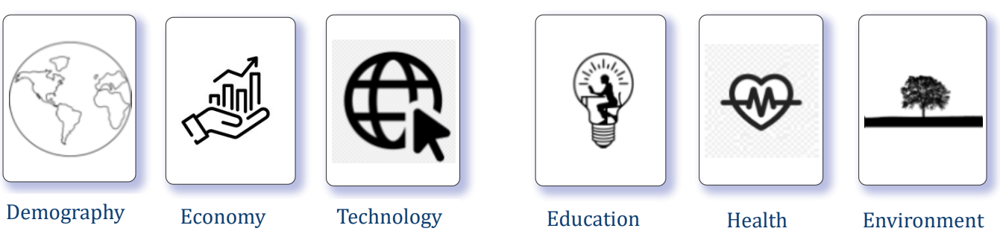 Demography
Economy
Technology
Education
Health
Environment